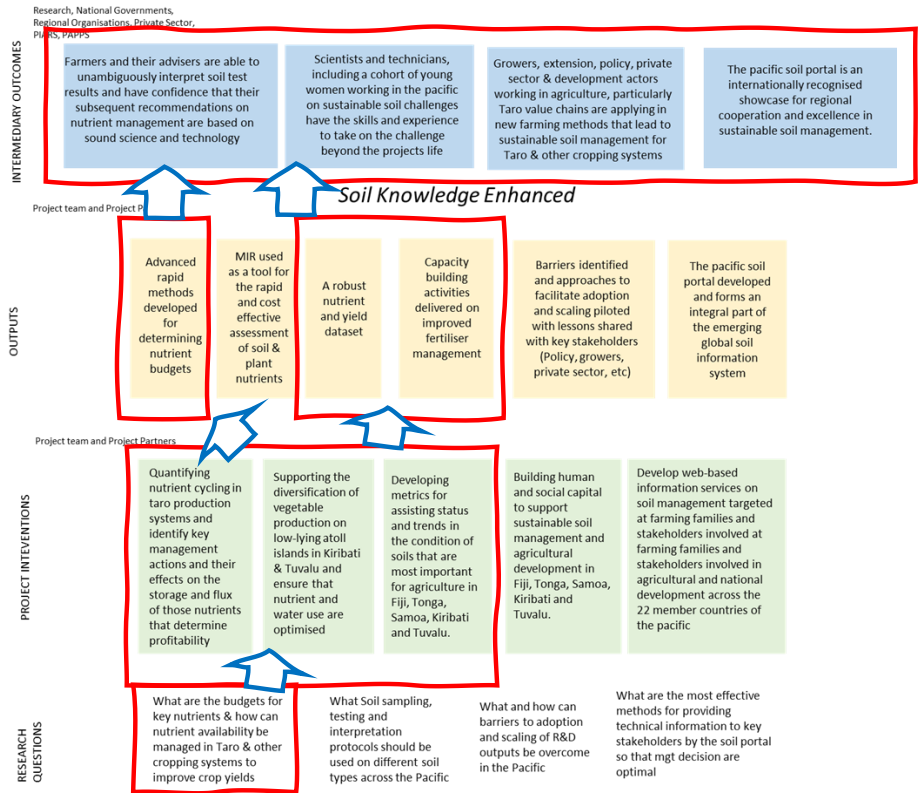 Research, National Governments,
Regional Organisations, Private Sector,
PIARS, PAPPS
INTERMEDIARY OUTCOMES
Farmers and their advisers are able to
unambiguously interpret soil test
results and have confidence that their
subsequent recommendations on
nutrient management are based on
sound science and technology
Scientists and technicians,
including a cohort of young
women working in the pacific
on sustainable soil challenges
have the skills and experience
to take on the challenge
beyond the projects life
Growers, extension, policy, private
sector & development actors
working in agriculture, particularly
Taro value chains are applying in
new farming methods that lead to
sustainable soil management for
Taro & other cropping systems
The pacific soil portal is an
internationally recognised
showcase for regional
cooperation and excellence in
sustainable soil management.
Soil Knowledge Enhanced
Project team and Project
OUTPUTS
Advanced
rapid
methods
developed
for
determining
nutrient
budgets
MIR used
as a tool for
the rapid
and cost
effective
assessment
of soil &
plant
nutrients
A robust
nutrient
and yield
dataset
Capacity
building
activities
delivered on
improved
fertiliser
management
Barriers identified
and approaches to
facilitate adoption
and scaling piloted
with lessons shared
with key stakeholders
(Policy, growers,
private sector, etc)
The pacific soil
portal developed
and forms an
integral part of
the emerging
global soil
information
system
Project team and Project Partners
PROJECT INTEVENTIONS
Quantifying
nutrient cycling in
taro production
systems and
identify key
management
actions and their
effects on the
storage and flux
of those nutrients
that determine
profitability
Supporting the
diversification of
vegetable
production on
low-lying atoll
islands in Kiribati
& Tuvalu and
ensure that
nutrient and
water use are
optimised
Developing
metrics for
assisting status
and trends in
the condition of
soils that are
most important
for agriculture in
Fiji, Tonga,
Samoa, Kiribati
and Tuvalu.
Building human
and social capital
to support
sustainable soil
management and
agricultural
development in
Fiji, Tonga, Samoa,
Kiribati and
Tuvalu.
Develop web-based
information services on
soil management targeted
at farming families and
stakeholders involved at
farming families and
stakeholders involved in
agricultural and national
development across the
22 member countries of
the pacific
RESEARCH
QUESTIONS
What are the budgets for
key nutrients & how can
nutrient availability be
managed in Taro & other
cropping systems to
improve crop yields
What Soil sampling,
testing and
interpretation
protocols should be
used on different soil
types across the Pacific
What and how can
barriers to adoption
and scaling of R&D
outputs be overcome
in the Pacific
What are the most effective
methods for providing
technical information to key
stakeholders by the soil portal
so that mgt decision are
optimal